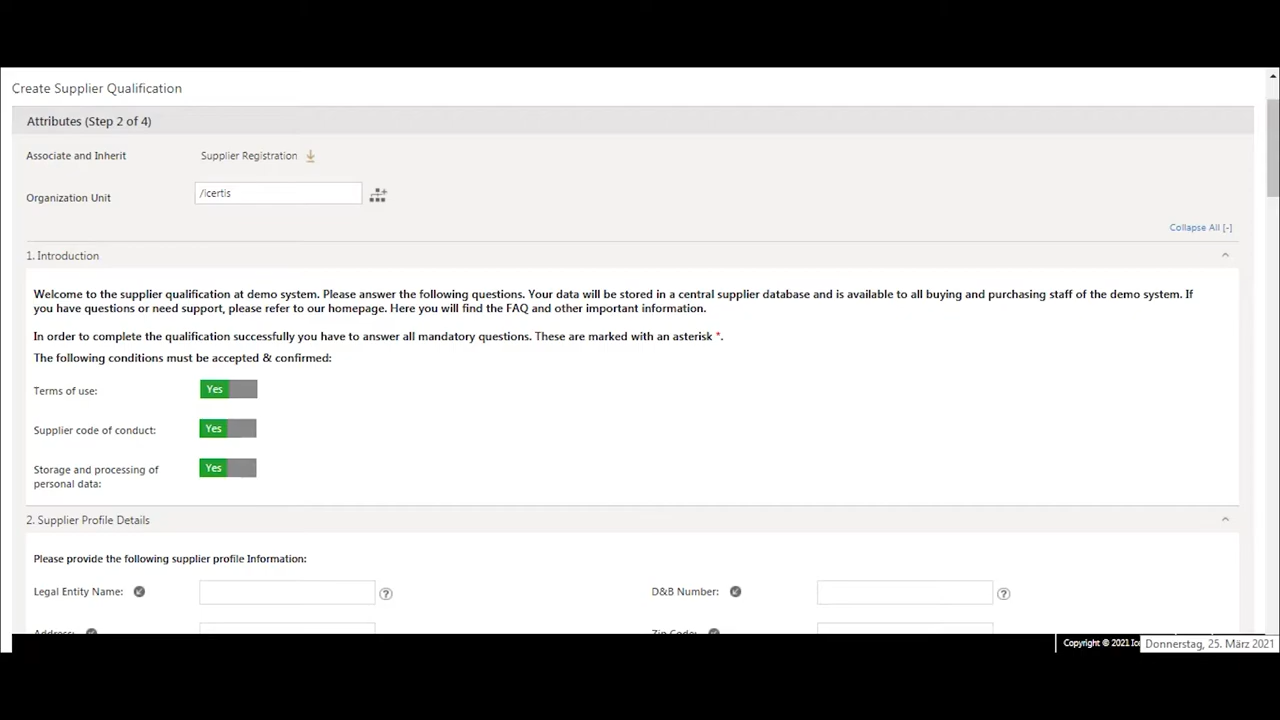 Create Supplier Qualification
Attributes (Step 2 of 4)
Associate and Inherit Supplier Registration
Organization Unit /icertis
Collapse All [-]
1. Introduction
Welcome to the supplier qualification at demo system. Please answer the following questions. Your data will be stored in a central supplier database and is available to all buying and purchasing staff of the demo system. If
you have questions or need support, please refer to our homepage. Here you will find the FAQ and other important information.
In order to complete the qualification successfully you have to answer all mandatory questions. These are marked with an asterisk *.
The following conditions must be accepted & confirmed:
Terms of use: Yes
Supplier code of conduct: Yes
Storage and processing of Yes
personal data:
2. Supplier Profile Details
Please provide the following supplier profile Information:
Legal Entity Name: ? D&B Number: ?
Address: Zip Code:
Copyright © 2021 Ice Donnerstag, 25. März 2021